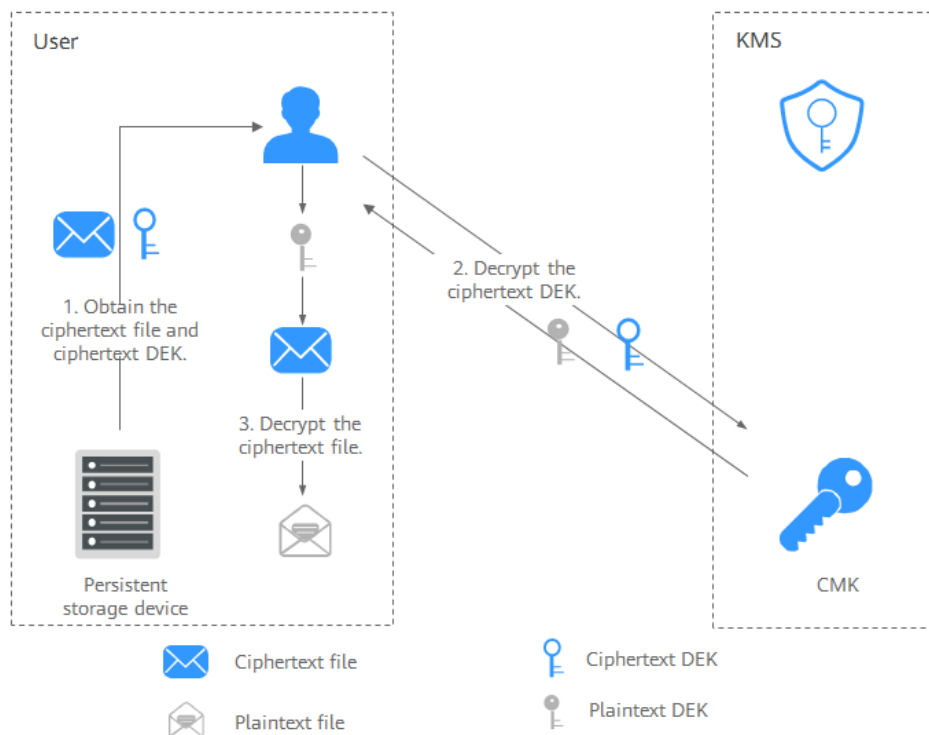 User
KMS
1. Obtain the
ciphertext file and
ciphertext DEK.
2. Decrypt the
ciphertext DEK.
3. Decrypt the
ciphertext file.
Persistent
storage device
CMK
Ciphertext file
Ciphertext DEK
Plaintext file
Plaintext DEK